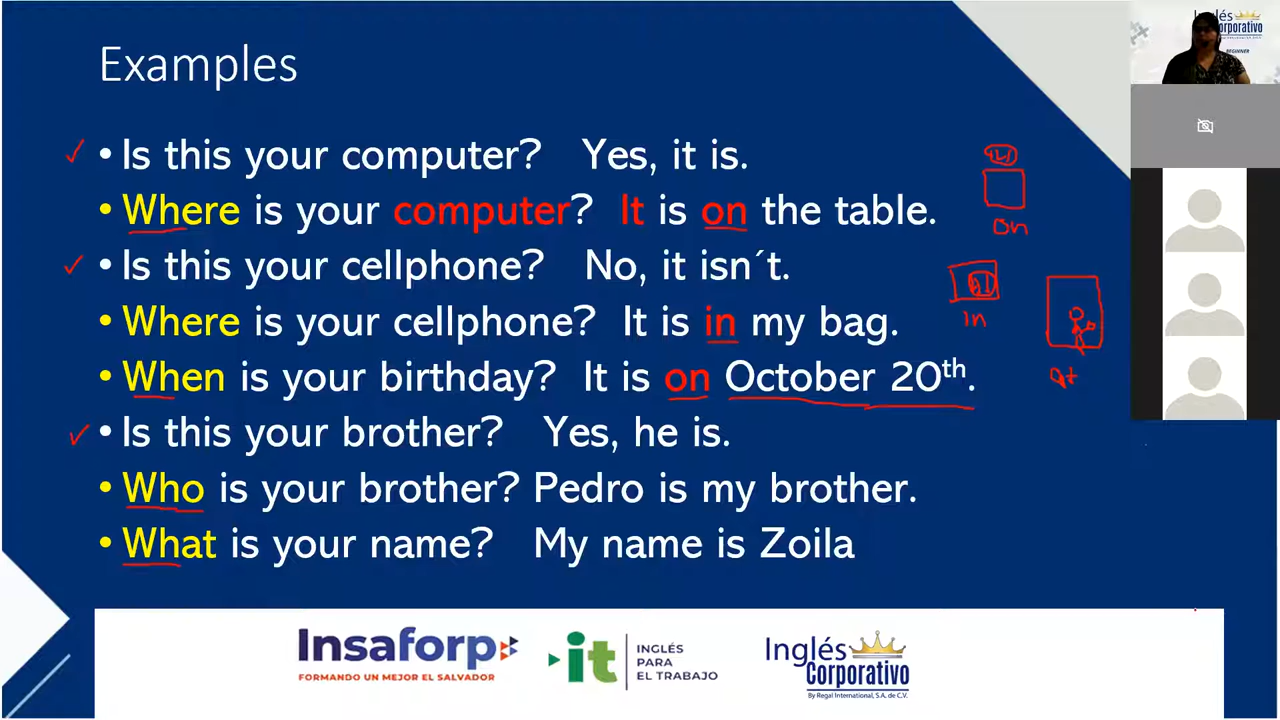 Examples
• Is this your computer? Yes, it is.
• Where is your computer? It is on the table.
• Is this your cellphone? No, it isn´t.
• Where is your cellphone? It is in my bag.
• When is your birthday? It is on October 20th.
• Is this your brother? Yes, he is.
• Who is your brother? Pedro is my brother.
• What is your name? My name is Zoila
on
in
at
Inglés
Corporativo
BEGINNER
Insaforp
FORMANDO UN MEJOR EL SALVADOR
it
INGLÉS
PARA
EL TRABAJO
Inglés
Corporativo
By Regal International, S.A. de C.V.